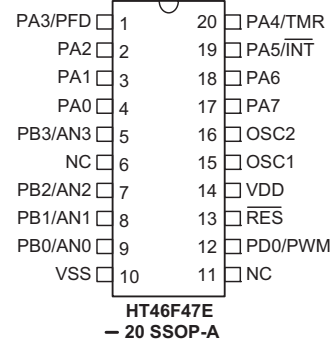 PA3/PFD 1 20 PA4/TMR
PA2 2 19 PA5/INT
PA1 3 18 PA6
PA0 4 17 PA7
PB3/AN3 5 16 OSC2
NC 6 15 OSC1
PB2/AN2 7 14 VDD
PB1/AN1 8 13 RES
PB0/AN0 9 12 PD0/PWM
VSS 10 11 NC
HT46F47E
– 20 SSOP-A